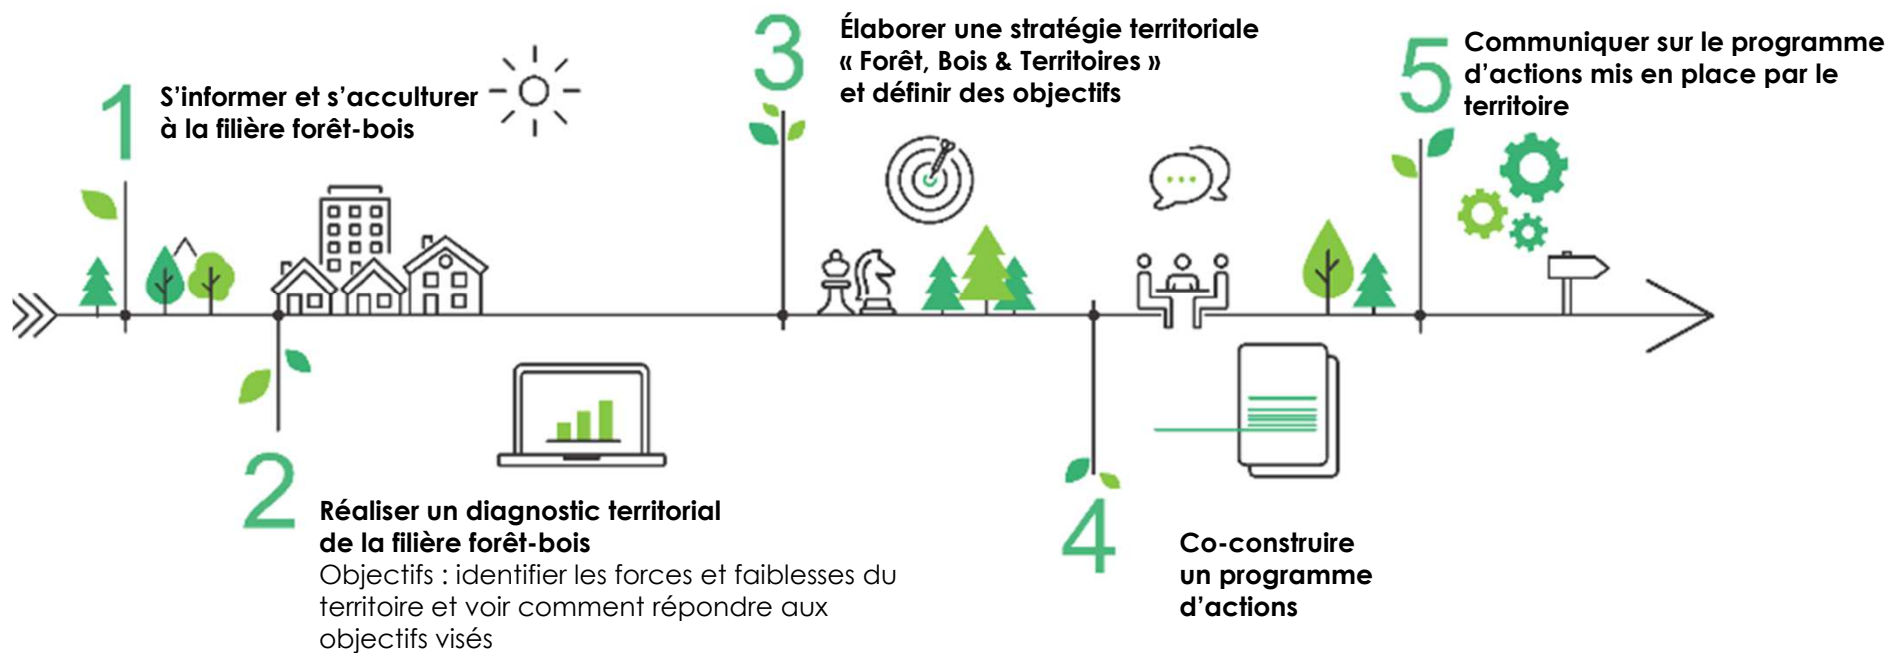 1
S’informer et s’acculturer
à la filière forêt-bois
2
Réaliser un diagnostic territorial
de la filière forêt-bois
Objectifs : identifier les forces et faiblesses du
territoire et voir comment répondre aux
objectifs visés
3
Élaborer une stratégie territoriale
« Forêt, Bois & Territoires »
et définir des objectifs
4
Co-construire
un programme
d’actions
5
Communiquer sur le programme
d’actions mis en place par le
territoire